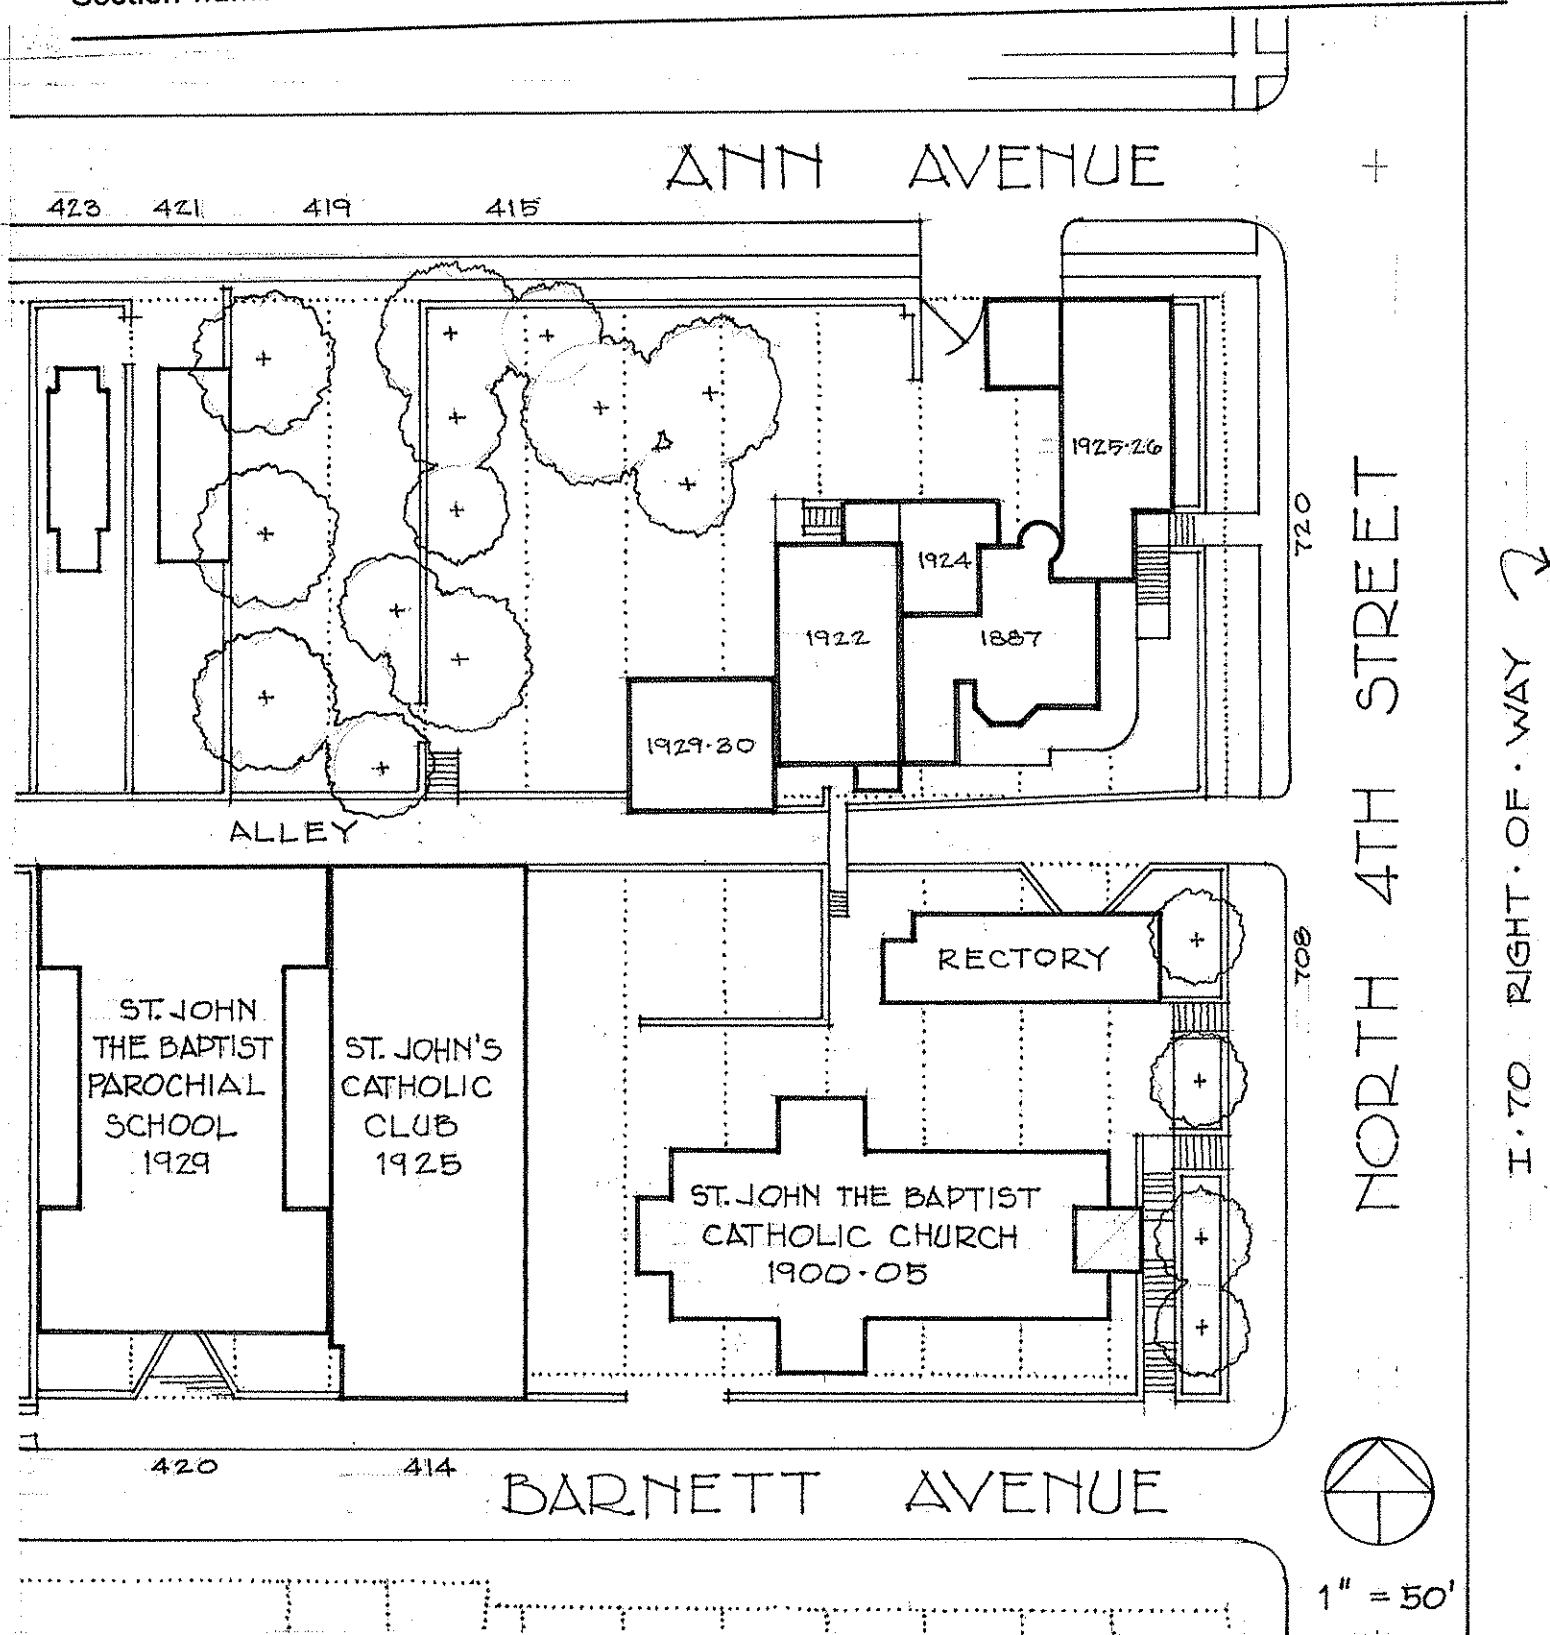 ANN AVENUE
423 421 419 415
1925·26
1924
1922
1887
1929·30
720
ALLEY
RECTORY
708
ST. JOHN
THE BAPTIST
PAROCHIAL
SCHOOL
1929
ST. JOHN'S
CATHOLIC
CLUB
1925
ST. JOHN THE BAPTIST
CATHOLIC CHURCH
1900·05
NORTH 4TH STREET
I·70 RIGHT·OF·WAY
420 414
BARNETT AVENUE
1" = 50'